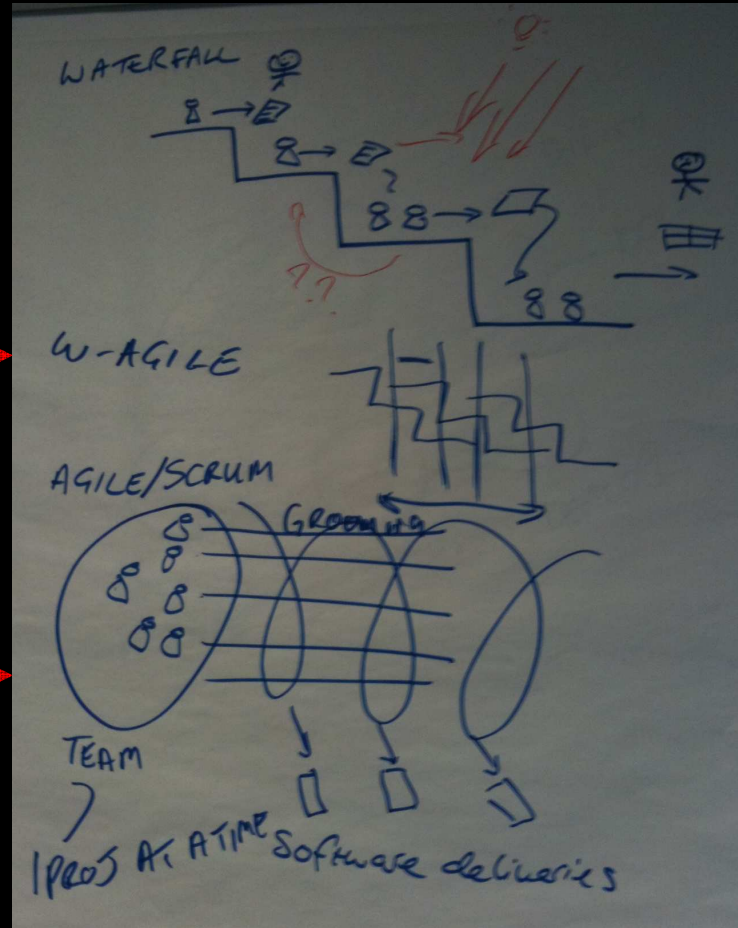 WATERFALL
?
??
W-AGILE
AGILE/SCRUM
GROOMING
TEAM
1 PROJ AT A TIME
Software deliveries